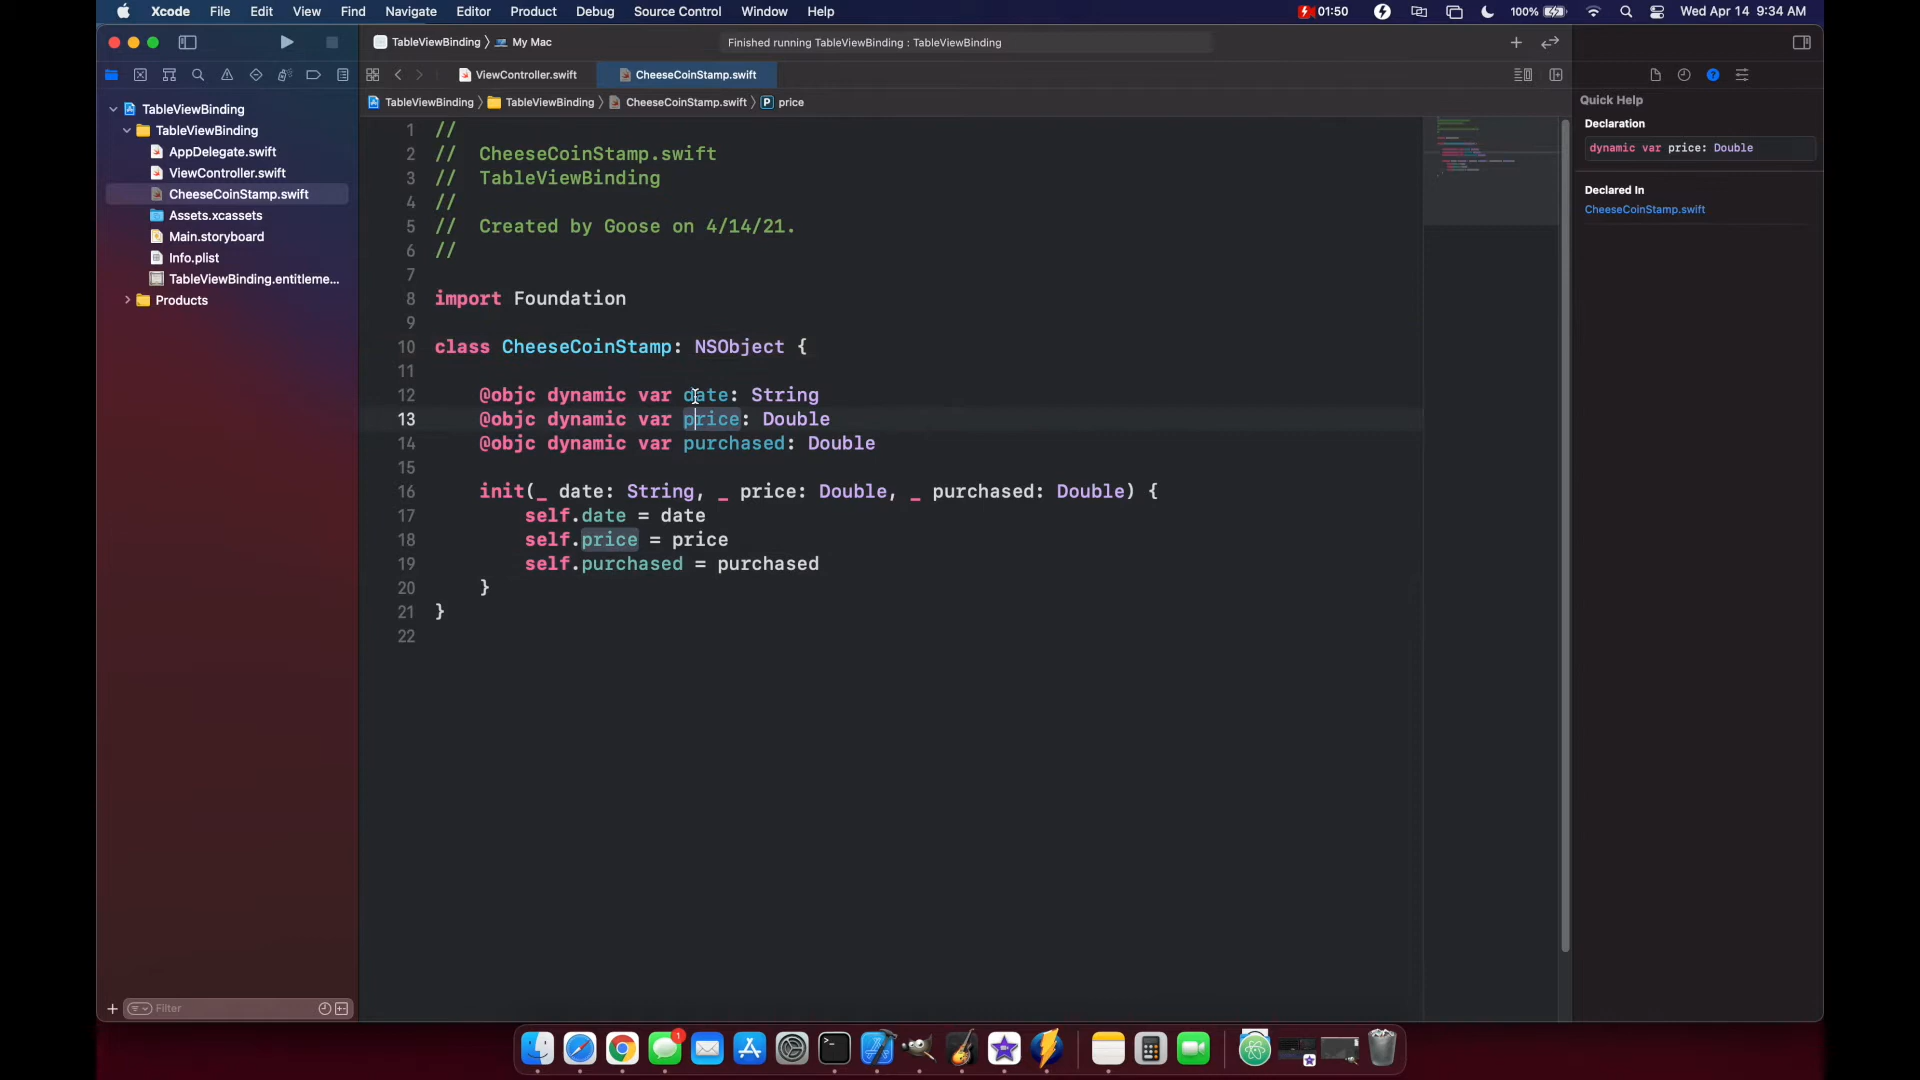 Xcode File Edit View Find Navigate Editor Product Debug Source Control Window Help 01:50 100% Wed Apr 14 9:34 AM
TableViewBinding My Mac Finished running TableViewBinding : TableViewBinding
ViewController.swift CheeseCoinStamp.swift
TableViewBinding TableViewBinding CheeseCoinStamp.swift P price
TableViewBinding
TableViewBinding
AppDelegate.swift
ViewController.swift
CheeseCoinStamp.swift
Assets.xcassets
Main.storyboard
Info.plist
TableViewBinding.entitleme...
Products
Filter
1 //
2 // CheeseCoinStamp.swift
3 // TableViewBinding
4 //
5 // Created by Goose on 4/14/21.
6 //
7
8 import Foundation
9
10 class CheeseCoinStamp: NSObject {
11
12 @objc dynamic var date: String
13 @objc dynamic var price: Double
14 @objc dynamic var purchased: Double
15
16 init(_ date: String, _ price: Double, _ purchased: Double) {
17 self.date = date
18 self.price = price
19 self.purchased = purchased
20 }
21 }
22
Quick Help
Declaration
dynamic var price: Double
Declared In
CheeseCoinStamp.swift
1